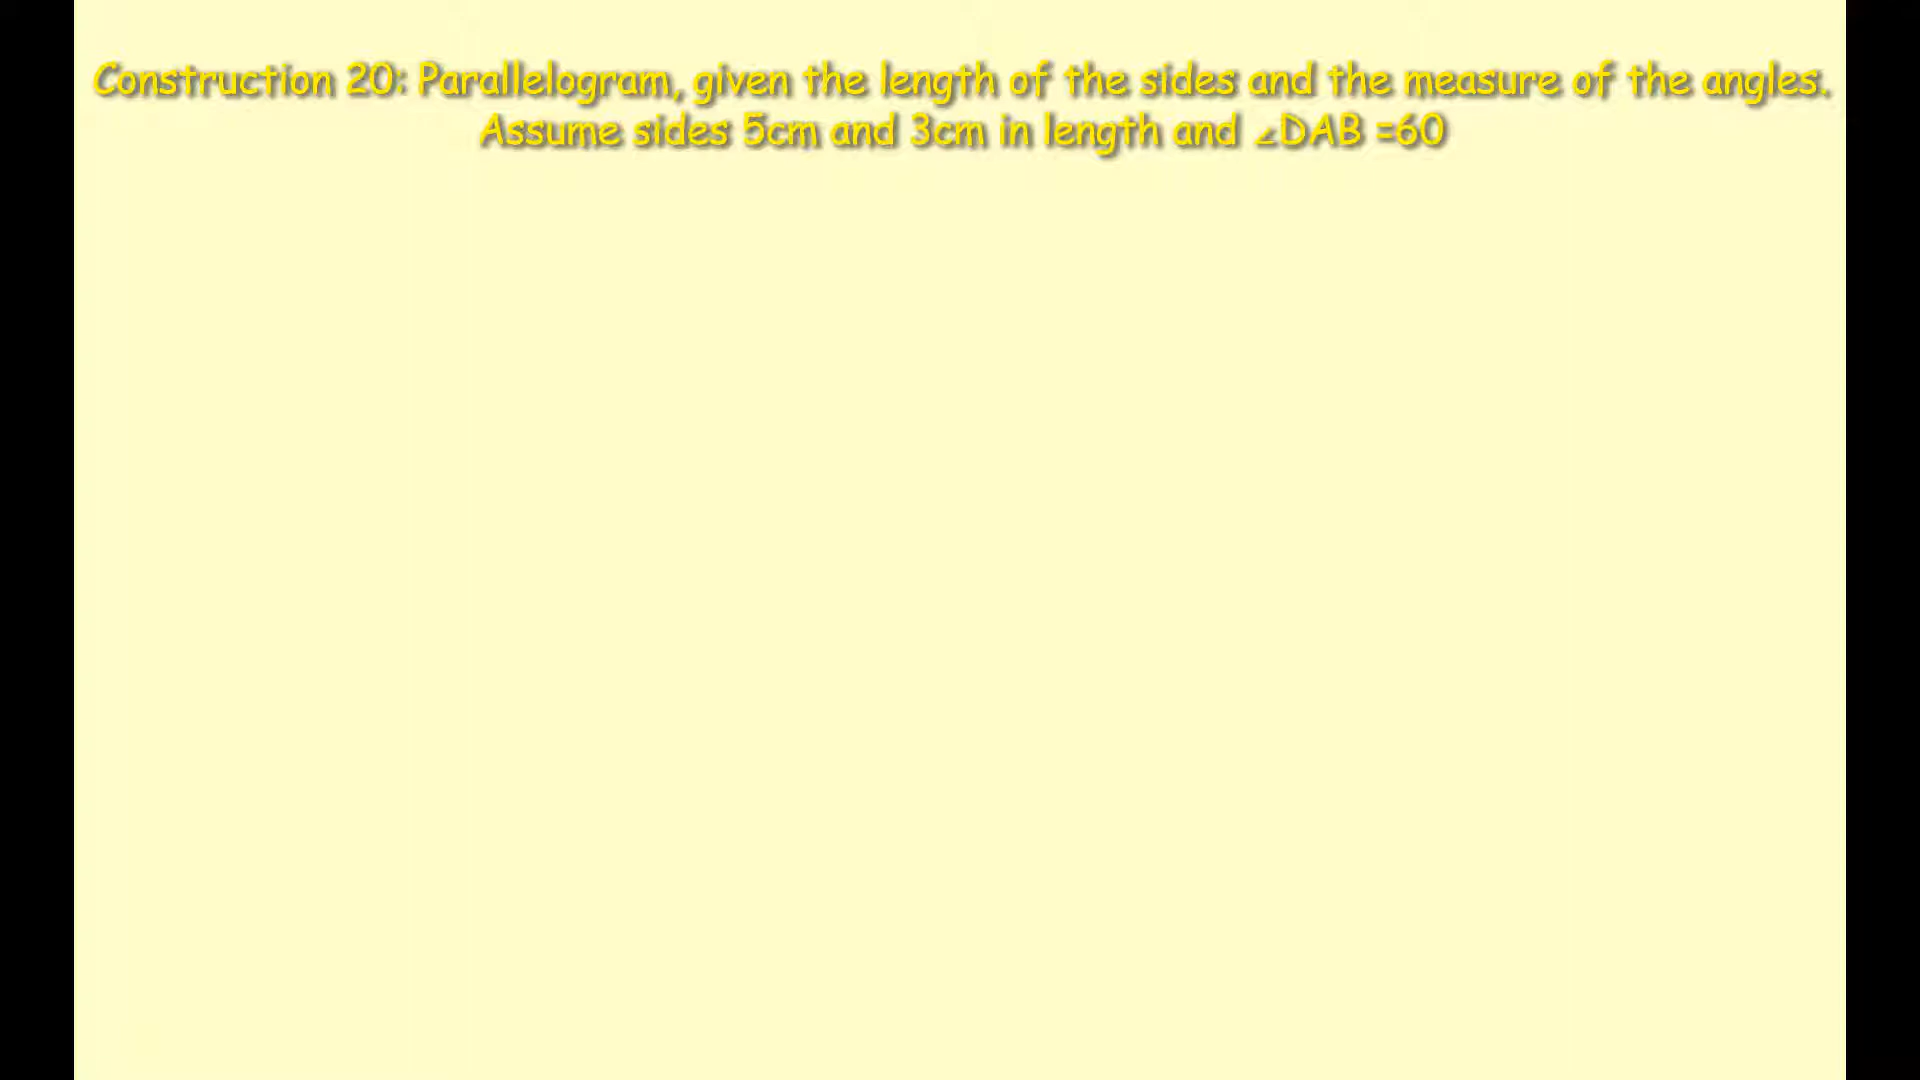 Construction 20: Parallelogram, given the length of the sides and the measure of the angles.
Assume sides 5cm and 3cm in length and ∠DAB =60